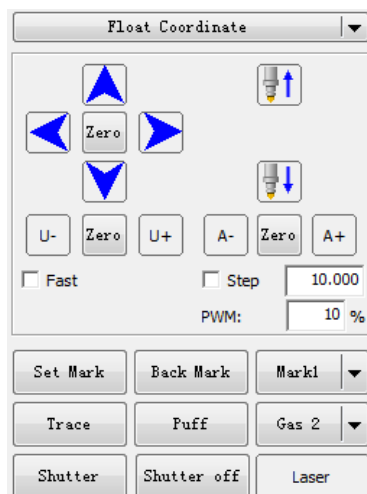 Float Coordinate
Zero
U- Zero U+ A- Zero A+
Fast Step 10.000
PWM: 10 %
Set Mark Back Mark Mark1
Trace Puff Gas 2
Shutter Shutter off Laser